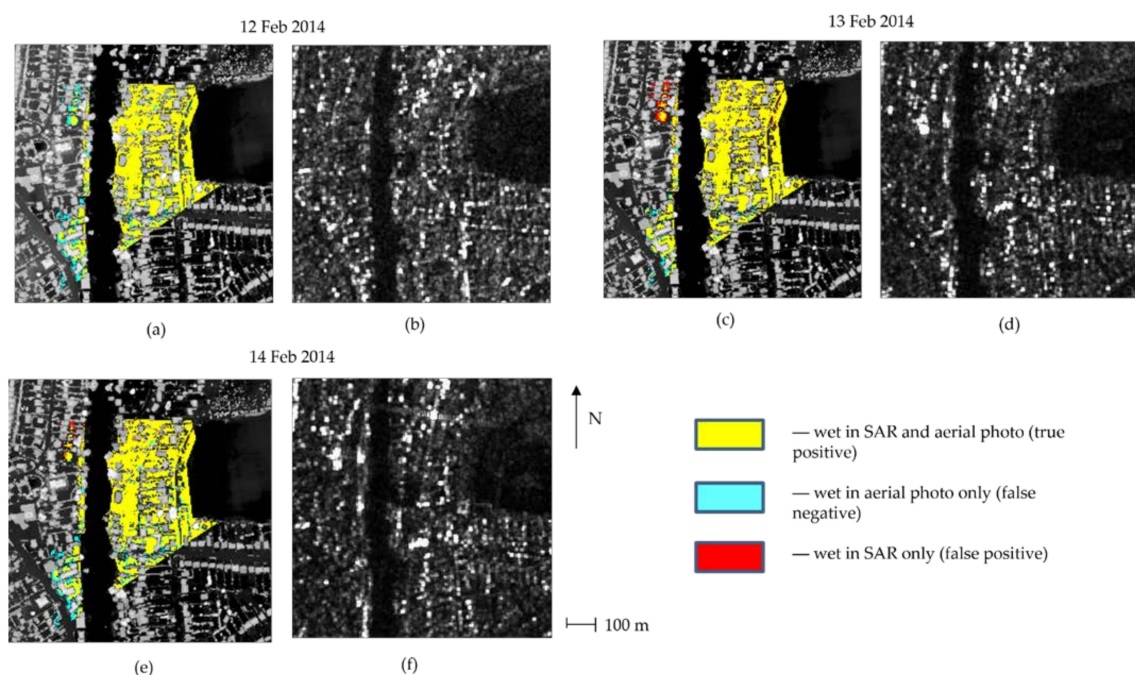 12 Feb 2014
13 Feb 2014
(a)
(b)
(c)
(d)
14 Feb 2014
N
100 m
(e)
(f)
— wet in SAR and aerial photo (true
positive)
— wet in aerial photo only (false
negative)
— wet in SAR only (false positive)